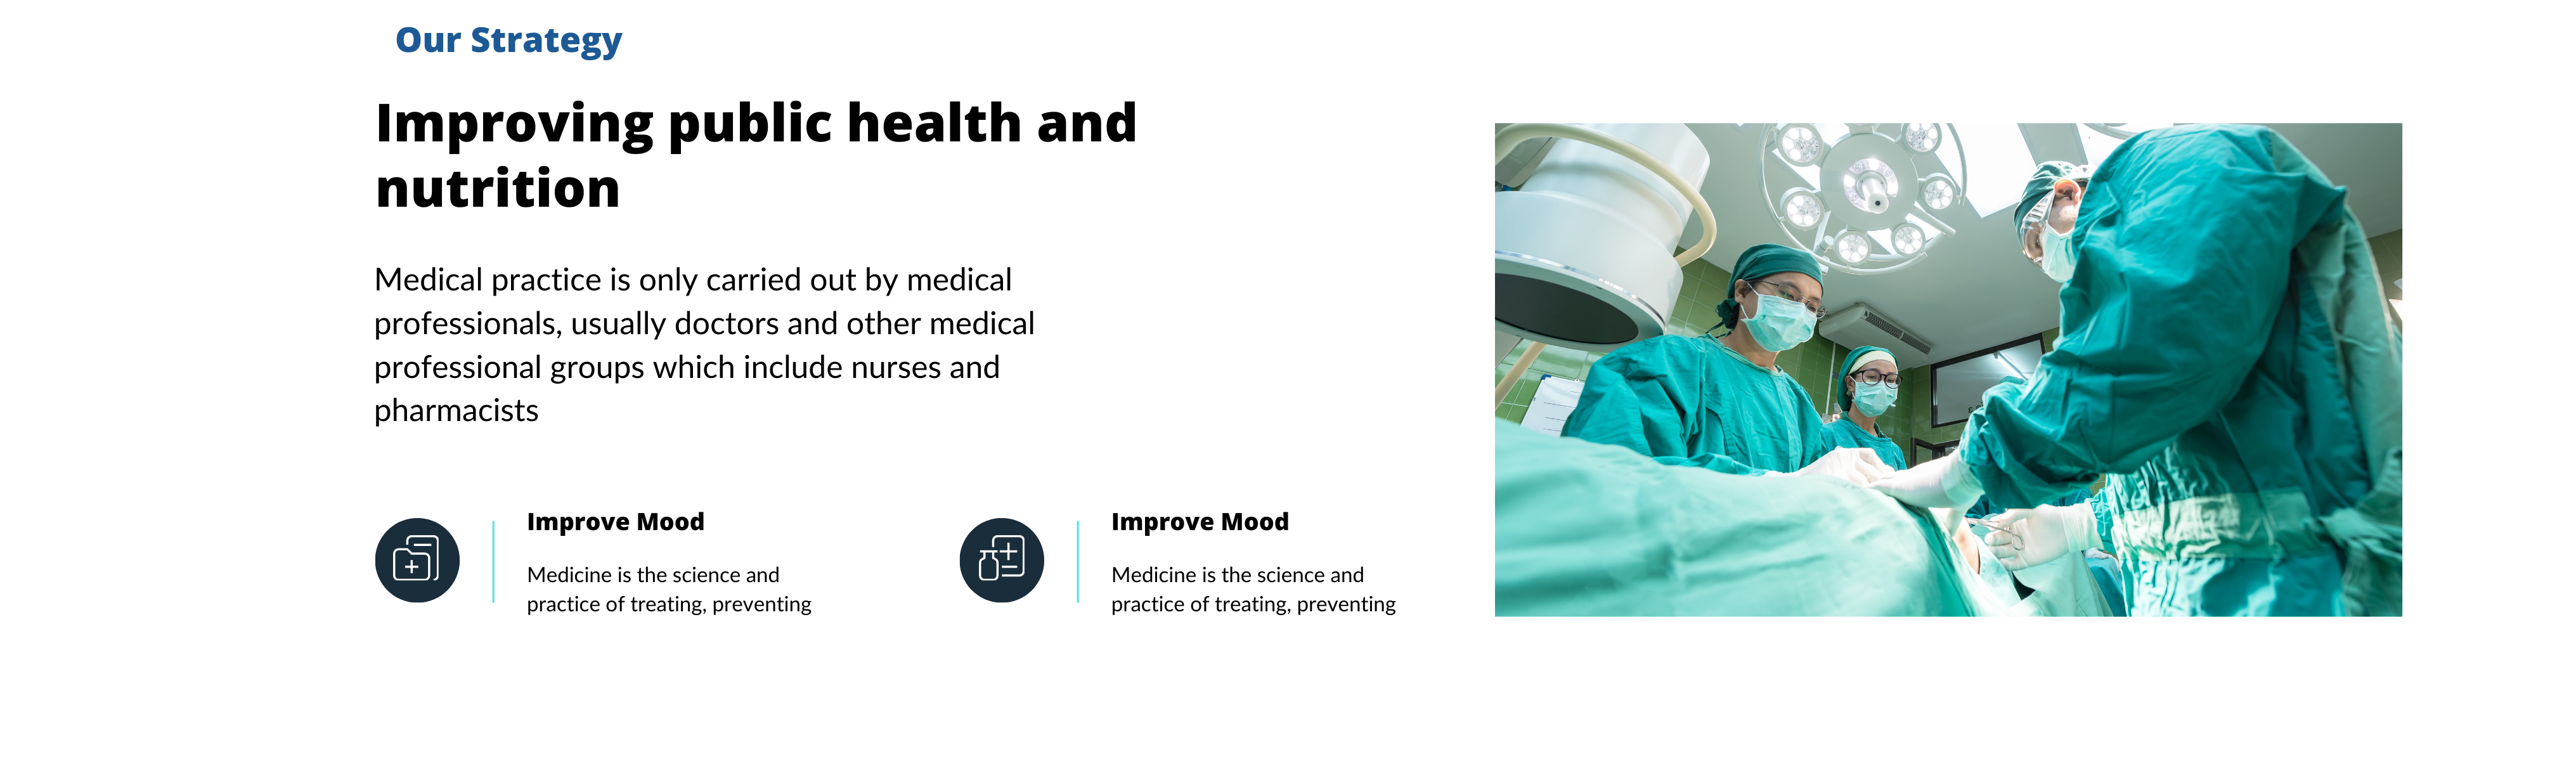 Our Strategy
Improving public health and
nutrition
Medical practice is only carried out by medical
professionals, usually doctors and other medical
professional groups which include nurses and
pharmacists
Improve Mood
Medicine is the science and
practice of treating, preventing
Improve Mood
Medicine is the science and
practice of treating, preventing